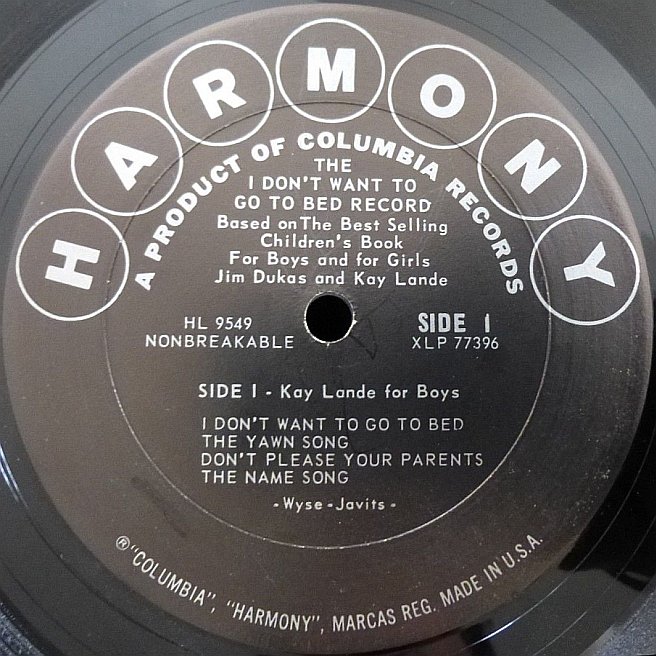 HARMONY
A PRODUCT OF COLUMBIA RECORDS
THE
I DON'T WANT TO
GO TO BED RECORD
Based on The Best Selling
Children's Book
For Boys and for Girls
Jim Dukas and Kay Lande
HL 9549
NONBREAKABLE
SIDE 1
XLP 77396
SIDE 1 - Kay Lande for Boys
I DON'T WANT TO GO TO BED
THE YAWN SONG
DON'T PLEASE YOUR PARENTS
THE NAME SONG
- Wyse - Javits -
® "COLUMBIA", "HARMONY", MARCAS REG. MADE IN U.S.A.